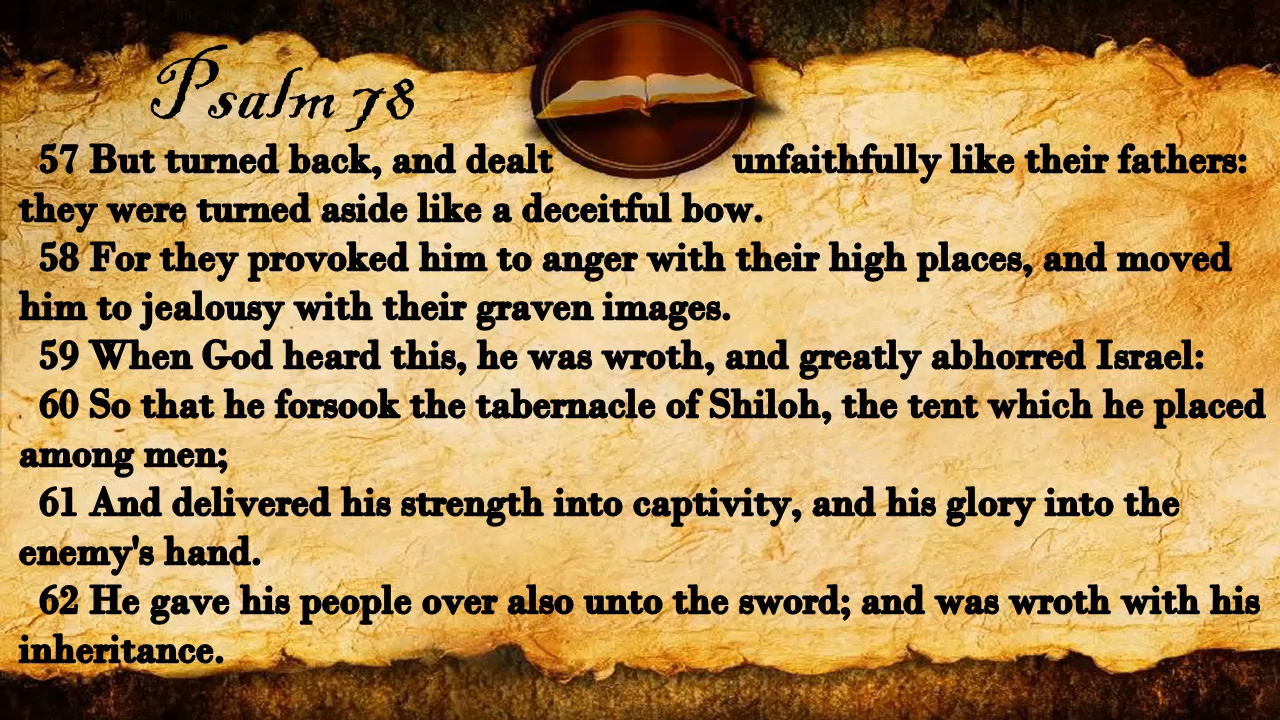 Psalm 78
57 But turned back, and dealt unfaithfully like their fathers:
they were turned aside like a deceitful bow.
58 For they provoked him to anger with their high places, and moved
him to jealousy with their graven images.
59 When God heard this, he was wroth, and greatly abhorred Israel:
60 So that he forsook the tabernacle of Shiloh, the tent which he placed
among men;
61 And delivered his strength into captivity, and his glory into the
enemy's hand.
62 He gave his people over also unto the sword; and was wroth with his
inheritance.